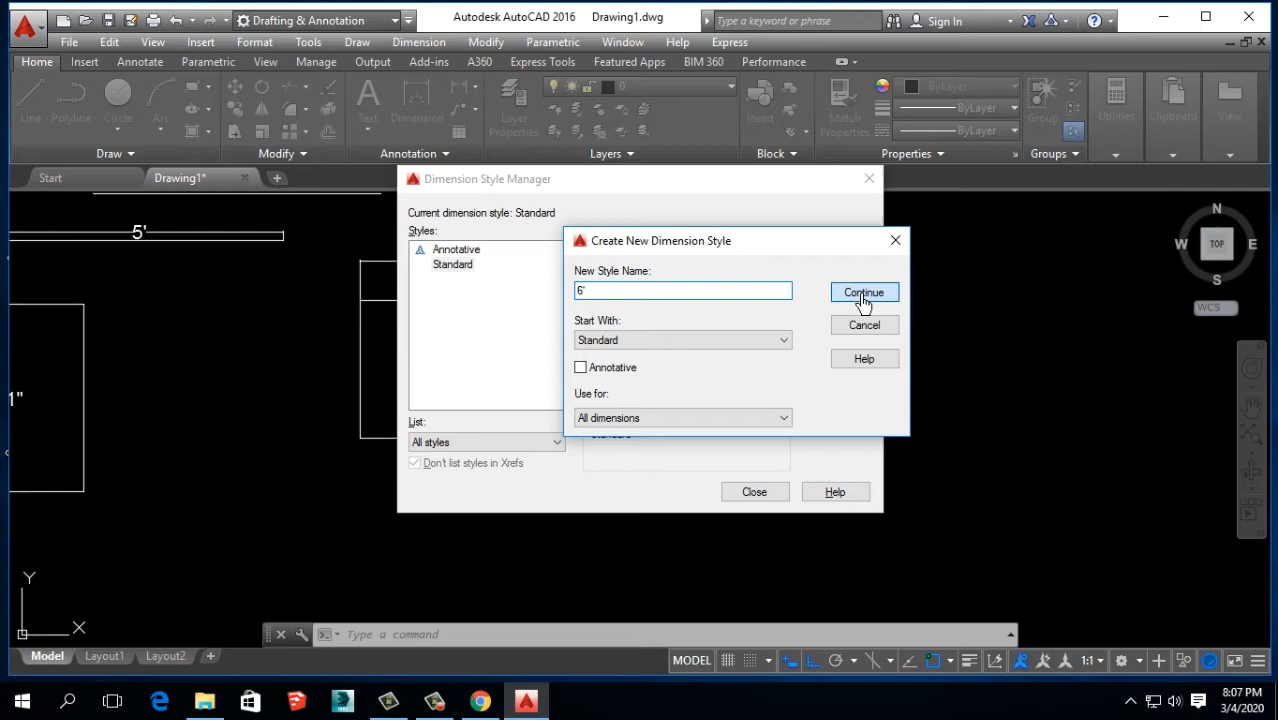 Drafting & Annotation
Autodesk AutoCAD 2016 Drawing1.dwg
Type a keyword or phrase
Sign In
File Edit View Insert Format Tools Draw Dimension Modify Parametric Window Help Express
Home Insert Annotate Parametric View Manage Output Add-ins A360 Express Tools Featured Apps BIM 360 Performance
0
ByLayer
ByLayer
ByLayer
Line Polyline Circle Arc Text Dimension Layer Properties Insert Match Properties Group Utilities Clipboard View
Draw Modify Annotation Layers Block Properties Groups
Start Drawing1*
Dimension Style Manager
Current dimension style: Standard
Styles:
Annotative
Standard
Create New Dimension Style
New Style Name:
6'
Continue
Start With:
Standard
Cancel
Annotative
Help
Use for:
All dimensions
List:
All styles
Don't list styles in Xrefs
Close Help
5'
1"
N
W TOP E
S
WCS
Y
X
Type a command
Model Layout1 Layout2
MODEL
1:1
8:07 PM
3/4/2020